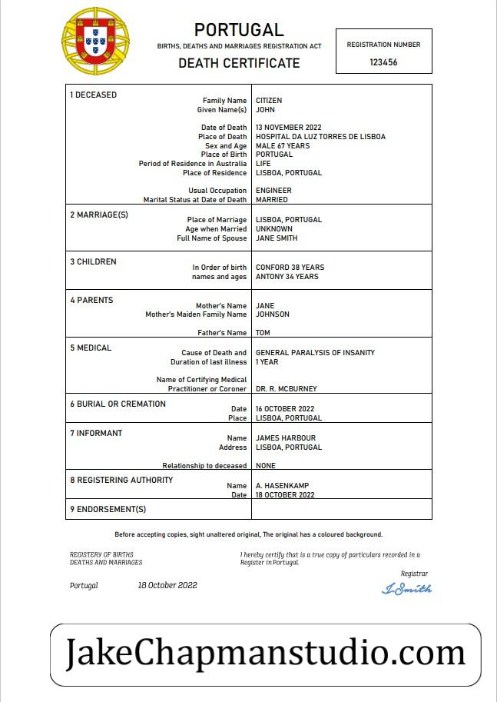 PORTUGAL
BIRTHS, DEATHS AND MARRIAGES REGISTRATION ACT
DEATH CERTIFICATE
REGISTRATION NUMBER
123456
1 DECEASED
Family Name CITIZEN
Given Name(s) JOHN
Date of Death 13 NOVEMBER 2022
Place of Death HOSPITAL DA LUZ TORRES DE LISBOA
Sex and Age MALE 67 YEARS
Place of Birth PORTUGAL
Period of Residence in Australia LIFE
Place of Residence LISBOA, PORTUGAL
Usual Occupation ENGINEER
Marital Status at Date of Death MARRIED
2 MARRIAGE(S)
Place of Marriage LISBOA, PORTUGAL
Age when Married UNKNOWN
Full Name of Spouse JANE SMITH
3 CHILDREN
In Order of birth CONFORD 38 YEARS
names and ages ANTONY 34 YEARS
4 PARENTS
Mother's Name JANE
Mother's Maiden Family Name JOHNSON
Father's Name TOM
5 MEDICAL
Cause of Death and GENERAL PARALYSIS OF INSANITY
Duration of last illness 1 YEAR
Name of Certifying Medical
Practitioner or Coroner DR. R. MCBURNEY
6 BURIAL OR CREMATION
Date 16 OCTOBER 2022
Place LISBOA, PORTUGAL
7 INFORMANT
Name JAMES HARBOUR
Address LISBOA, PORTUGAL
Relationship to deceased NONE
8 REGISTERING AUTHORITY
Name A. HASENKAMP
Date 18 OCTOBER 2022
9 ENDORSEMENT(S)
Before accepting copies, sight unaltered original, The original has a coloured background.
REGISTERY OF BIRTHS
DEATHS AND MARRIAGES
I hereby certify that is a true copy of particulars recorded in a
Register in Portugal
Registrar
Portugal 18 October 2022
J. Smith
JakeChapmanstudio.com